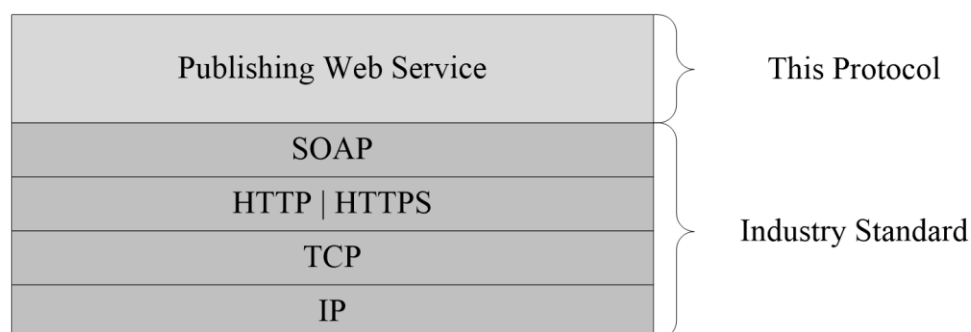 Publishing Web Service
This Protocol
SOAP
HTTP | HTTPS
TCP
Industry Standard
IP